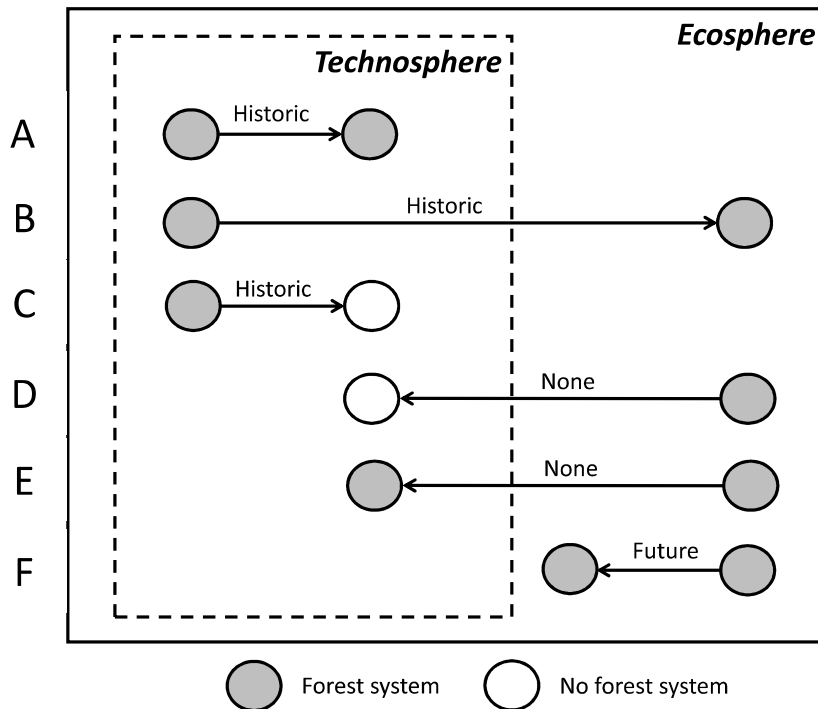 Ecosphere
Technosphere
A
Historic
B
Historic
C
Historic
D
None
E
None
F
Future
Forest system
No forest system